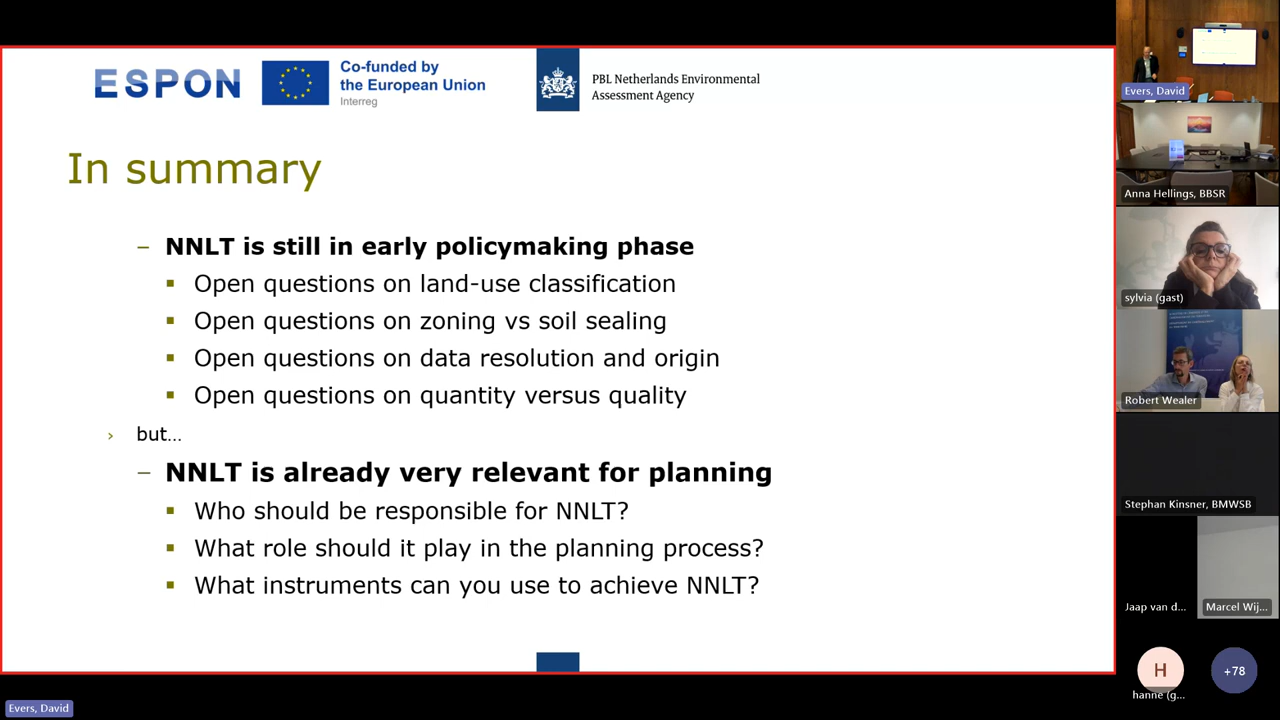 ESPON
Co-funded by
the European Union
Interreg
PBL Netherlands Environmental
Assessment Agency
In summary
– NNLT is still in early policymaking phase
▪ Open questions on land-use classification
▪ Open questions on zoning vs soil sealing
▪ Open questions on data resolution and origin
▪ Open questions on quantity versus quality
› but...
– NNLT is already very relevant for planning
▪ Who should be responsible for NNLT?
▪ What role should it play in the planning process?
▪ What instruments can you use to achieve NNLT?
Evers, David
Anna Hellings, BBSR
sylvia (gast)
Robert Wealer
Stephan Kinsner, BMWSB
Jaap van d...
Marcel Wij...
H
hanne (g...
+78
Evers, David